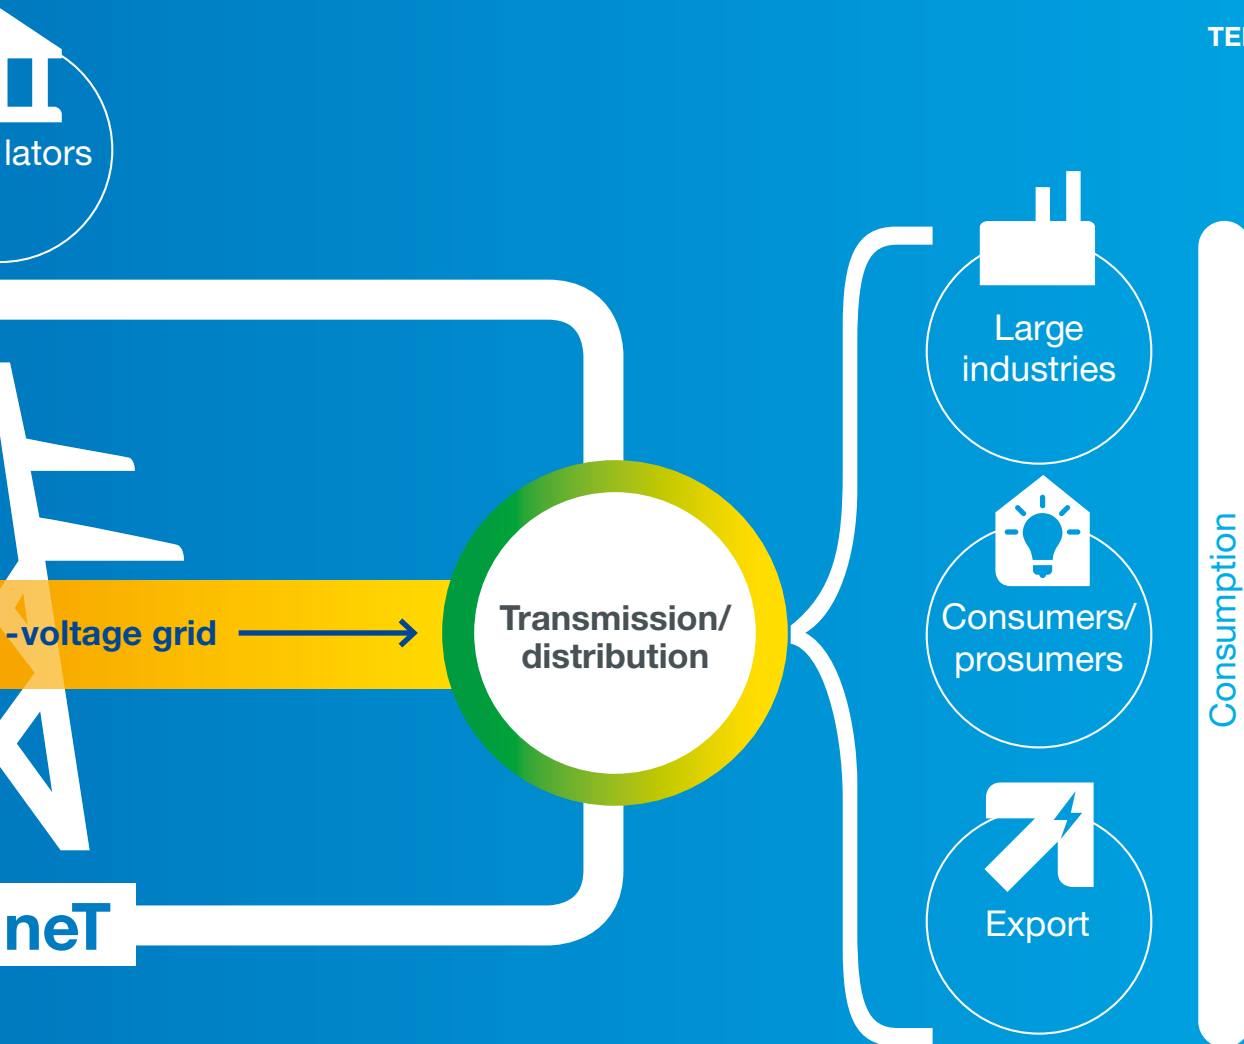 TE
lators
Large
industries
Consumers/
prosumers
Consumption
-voltage grid
Transmission/
distribution
neT
Export